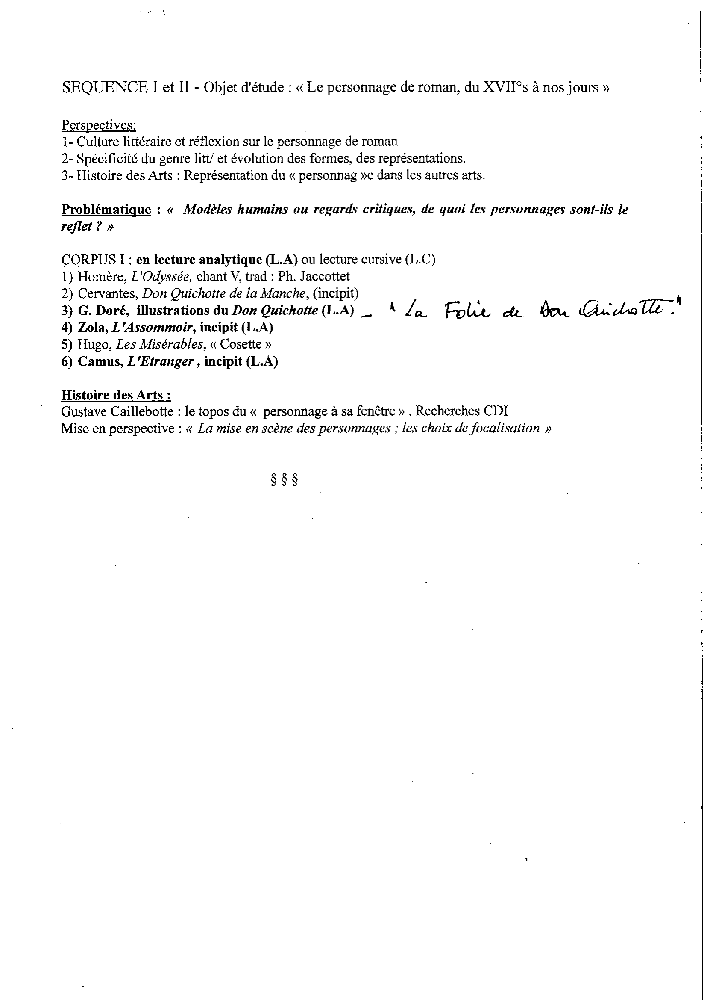 SEQUENCE I et II - Objet d'étude : « Le personnage de roman, du XVII°s à nos jours »
Perspectives:
1- Culture littéraire et réflexion sur le personnage de roman
2- Spécificité du genre litt/ et évolution des formes, des représentations.
3- Histoire des Arts : Représentation du « personnag »e dans les autres arts.
Problématique : « Modèles humains ou regards critiques, de quoi les personnages sont-ils le
reflet ? »
CORPUS I : en lecture analytique (L.A) ou lecture cursive (L.C)
1) Homère, L'Odyssée, chant V, trad : Ph. Jaccottet
2) Cervantes, Don Quichotte de la Manche, (incipit)
3) G. Doré, illustrations du Don Quichotte (L.A) _ "La Folie de Don Quichotte."
4) Zola, L'Assommoir, incipit (L.A)
5) Hugo, Les Misérables, « Cosette »
6) Camus, L'Etranger , incipit (L.A)
Histoire des Arts :
Gustave Caillebotte : le topos du « personnage à sa fenêtre » . Recherches CDI
Mise en perspective : « La mise en scène des personnages ; les choix de focalisation »
§ § §